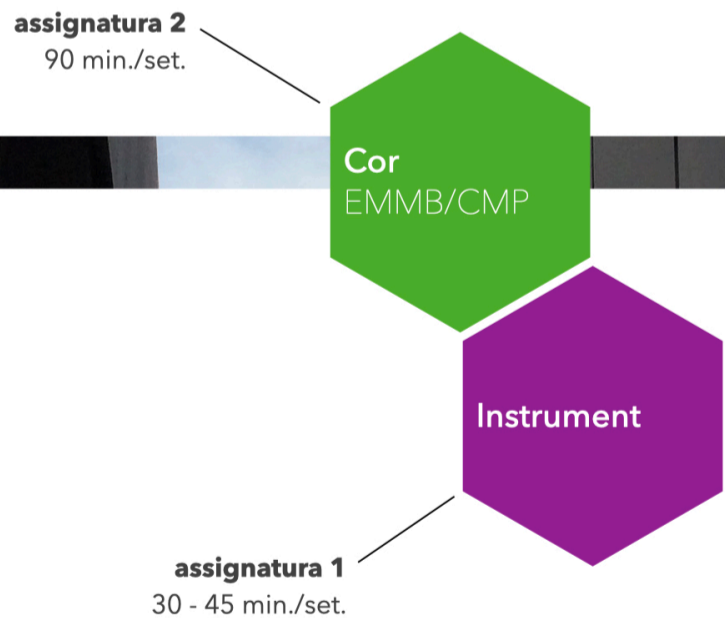 assignatura 2
90 min./set.
Cor
EMMB/CMP
Instrument
assignatura 1
30 - 45 min./set.